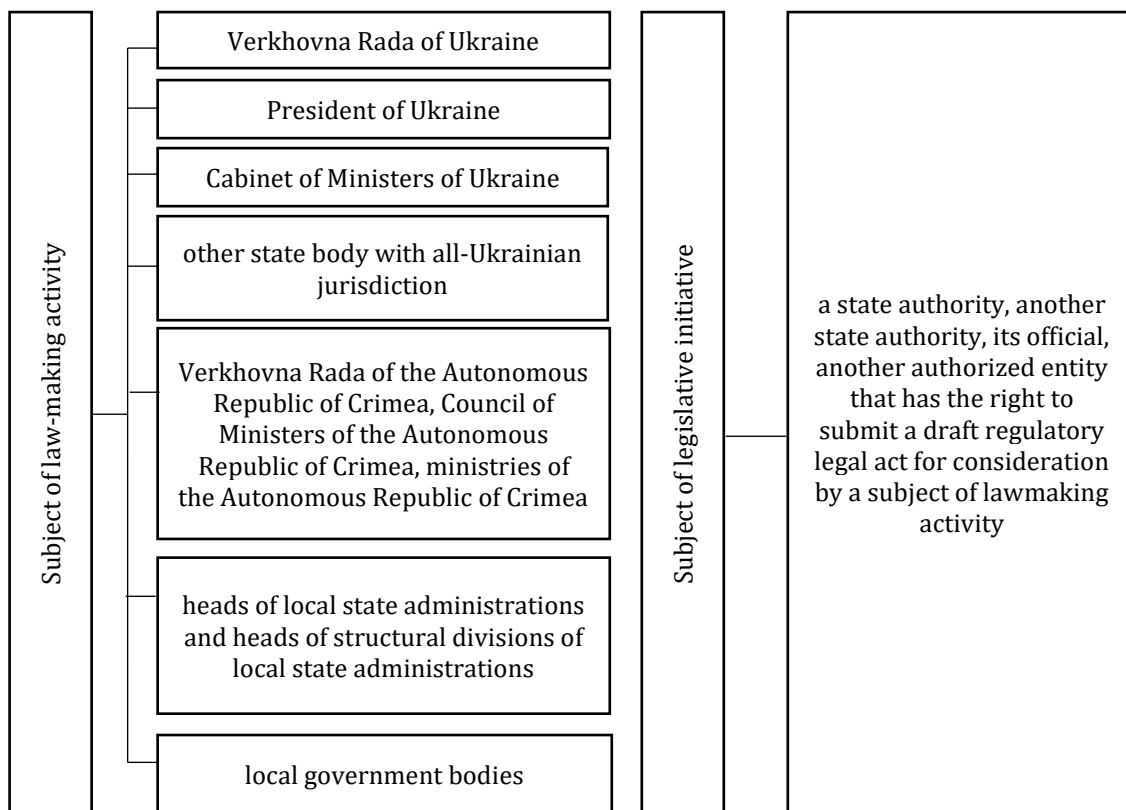 Subject of law-making activity
Verkhovna Rada of Ukraine
President of Ukraine
Cabinet of Ministers of Ukraine
other state body with all-Ukrainian
jurisdiction
Verkhovna Rada of the Autonomous
Republic of Crimea, Council of
Ministers of the Autonomous
Republic of Crimea, ministries of
the Autonomous Republic of Crimea
heads of local state administrations
and heads of structural divisions of
local state administrations
local government bodies
Subject of legislative initiative
a state authority, another
state authority, its official,
another authorized entity
that has the right to
submit a draft regulatory
legal act for consideration
by a subject of lawmaking
activity